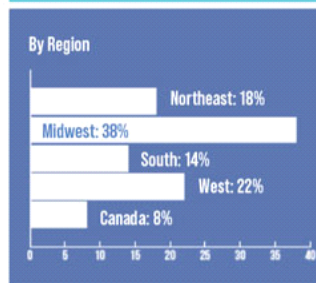 By Region
Northeast: 18%
Midwest: 38%
South: 14%
West: 22%
Canada: 8%
0 5 10 15 20 25 30 35 40